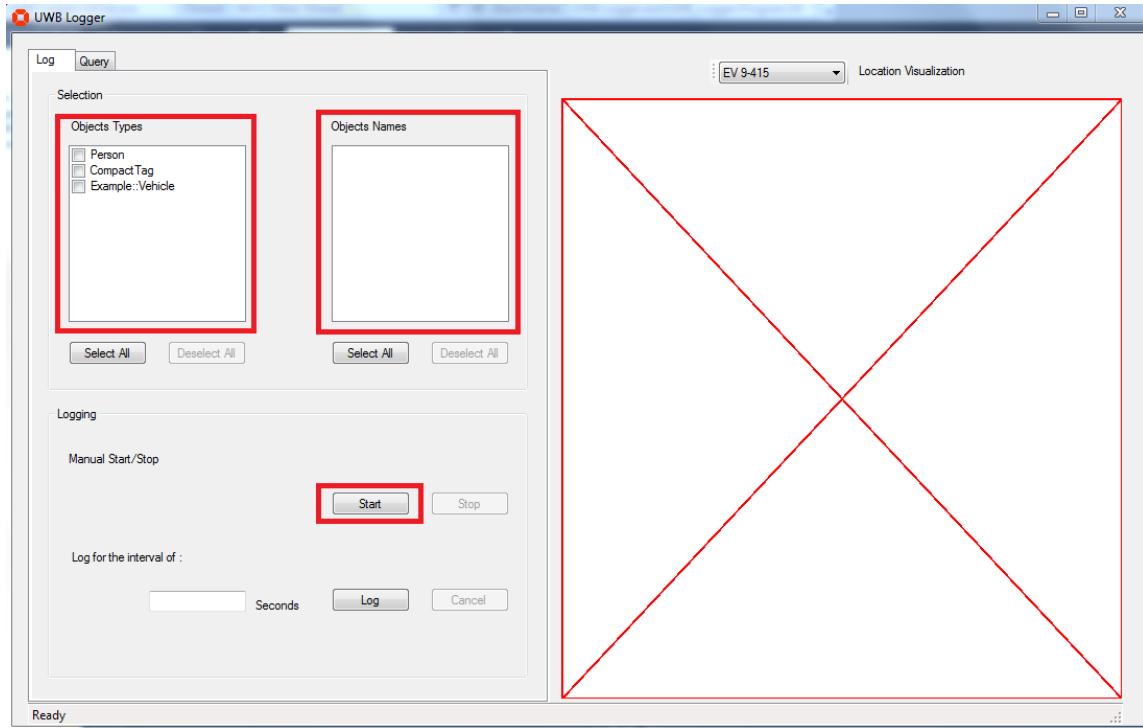 UWB Logger
Log Query
EV 9-415 Location Visualization
Selection
Objects Types Objects Names
Person
CompactTag
Example::Vehicle
Select All Deselect All Select All Deselect All
Logging
Manual Start/Stop
Start Stop
Log for the interval of :
Seconds Log Cancel
Ready